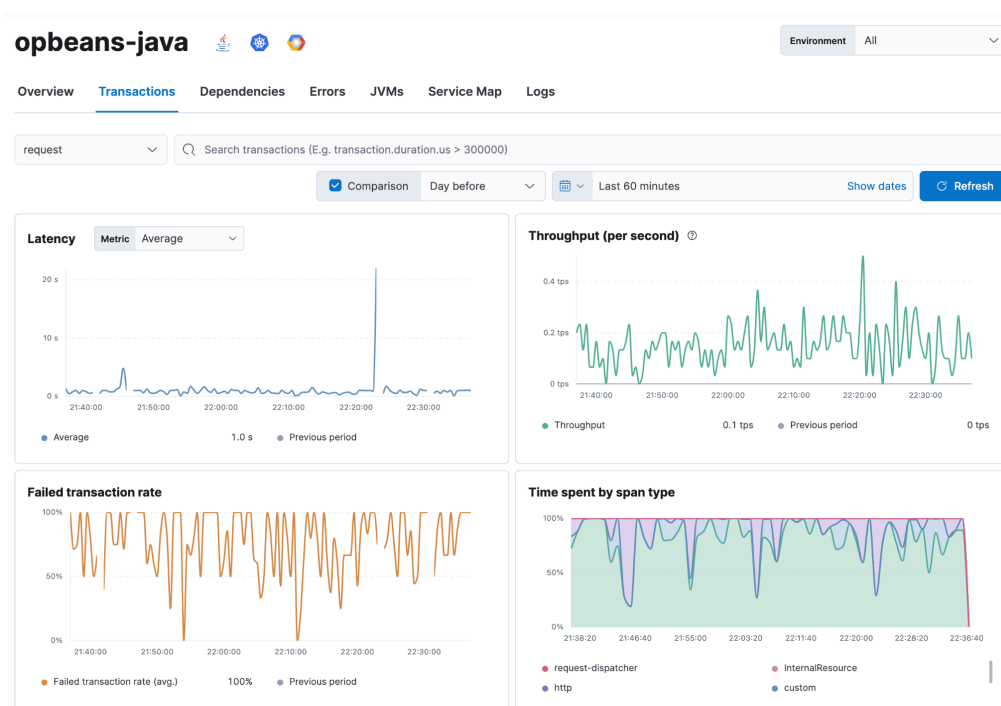 opbeans-java
Environment All
Overview Transactions Dependencies Errors JVMs Service Map Logs
request
Search transactions (E.g. transaction.duration.us > 300000)
Comparison Day before
Last 60 minutes Show dates
Refresh
Latency
Metric Average
20 s
10 s
0 s
21:40:00 21:50:00 22:00:00 22:10:00 22:20:00 22:30:00
Average 1.0 s Previous period
Throughput (per second)
0.4 tps
0.2 tps
0 tps
21:40:00 21:50:00 22:00:00 22:10:00 22:20:00 22:30:00
Throughput 0.1 tps Previous period 0 tps
Failed transaction rate
100%
50%
0%
21:40:00 21:50:00 22:00:00 22:10:00 22:20:00 22:30:00
Failed transaction rate (avg.) 100% Previous period
Time spent by span type
100%
50%
0%
21:38:20 21:46:40 21:55:00 22:03:20 22:11:40 22:20:00 22:28:20 22:36:40
request-dispatcher InternalResource
http custom